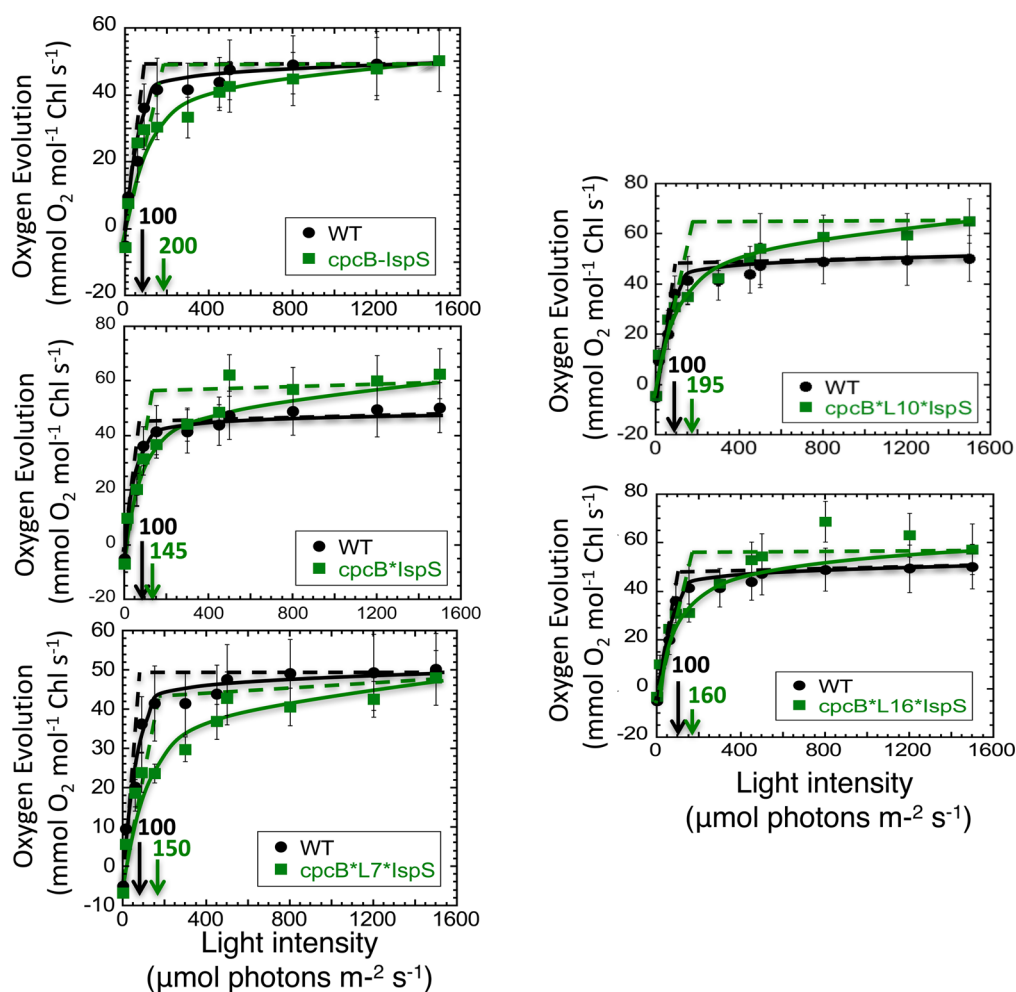 Oxygen Evolution
(mmol O₂ mol⁻¹ Chl s⁻¹)
60
40
20
0
-20
100
200
WT
cpcB-IspS
0 400 800 1200 1600
Oxygen Evolution
(mmol O₂ mol⁻¹ Chl s⁻¹)
80
60
40
20
0
-20
100
145
WT
cpcB*IspS
0 400 800 1200 1600
Oxygen Evolution
(mmol O₂ mol⁻¹ Chl s⁻¹)
60
50
40
30
20
10
0
-10
100
150
WT
cpcB*L7*IspS
0 400 800 1200 1600
Light intensity
(μmol photons m-² s⁻¹)
Oxygen Evolution
(mmol O₂ mol⁻¹ Chl s⁻¹)
80
60
40
20
0
-20
100
195
WT
cpcB*L10*IspS
0 400 800 1200 1600
Oxygen Evolution
(mmol O₂ mol⁻¹ Chl s⁻¹)
80
60
40
20
0
-20
100
160
WT
cpcB*L16*IspS
0 400 800 1200 1600
Light intensity
(μmol photons m-² s⁻¹)